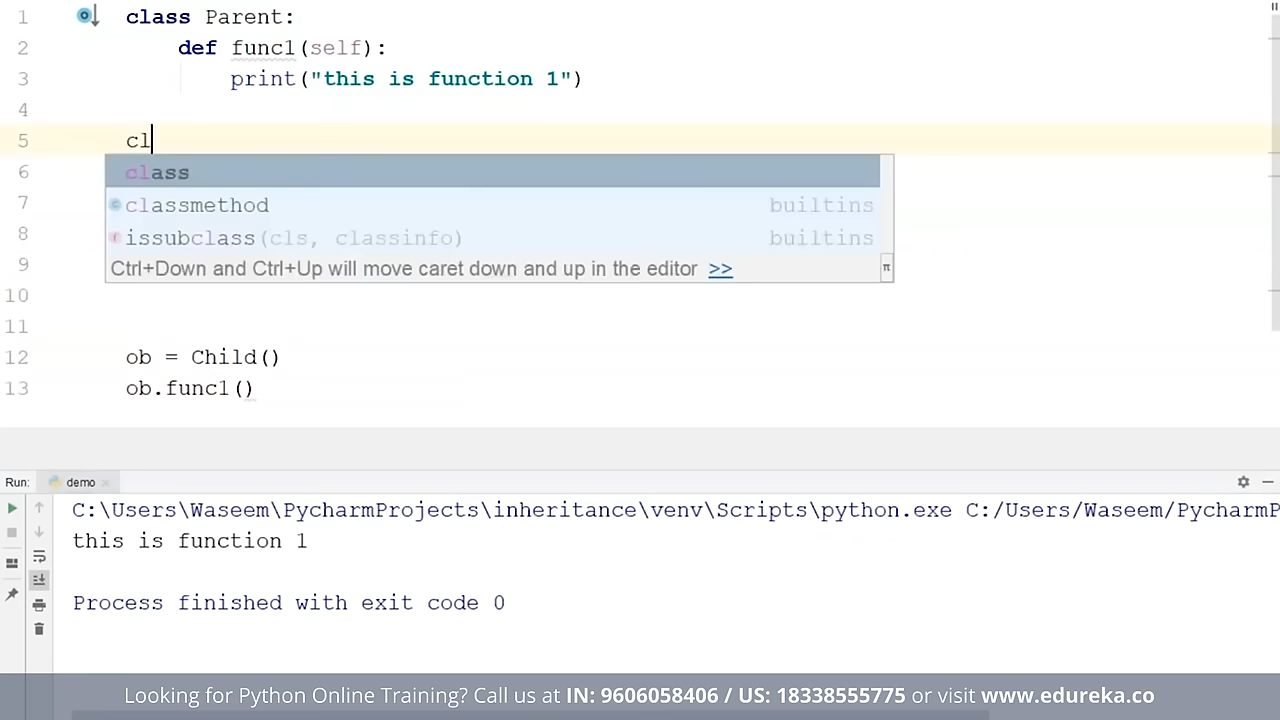 1 class Parent:
2 def func1(self):
3 print("this is function 1")
4
5 cl
6 class
7 classmethod builtins
8 issubclass(cls, classinfo) builtins
9 Ctrl+Down and Ctrl+Up will move caret down and up in the editor >> π
10
11
12 ob = Child()
13 ob.func1()
Run: demo
C:\Users\Waseem\PycharmProjects\inheritance\venv\Scripts\python.exe C:/Users/Waseem/PycharmP
this is function 1
Process finished with exit code 0
Looking for Python Online Training? Call us at IN: 9606058406 / US: 18338555775 or visit www.edureka.co